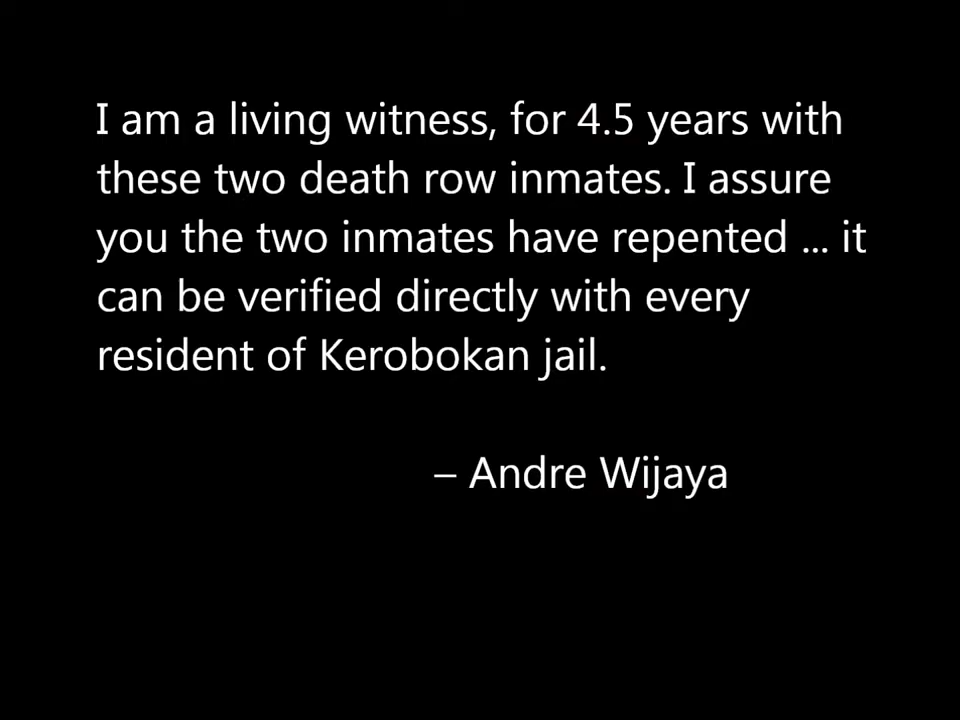 I am a living witness, for 4.5 years with
these two death row inmates. I assure
you the two inmates have repented ... it
can be verified directly with every
resident of Kerobokan jail.
– Andre Wijaya